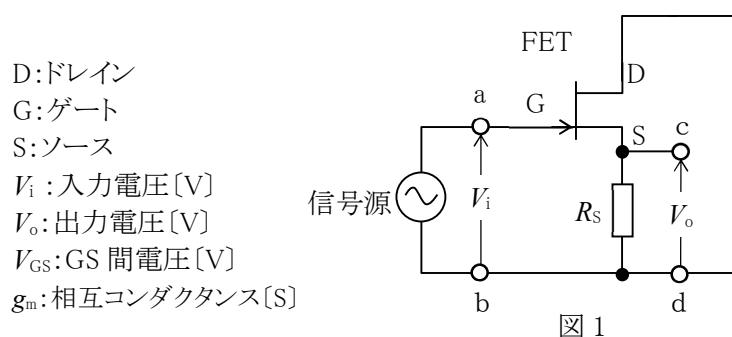 D:ドレイン
G:ゲート
S:ソース
Vi:入力電圧〔V〕
Vo:出力電圧〔V〕
VGS:GS 間電圧〔V〕
gm:相互コンダクタンス〔S〕
FET
D
a
G
S
c
信号源
Vi
RS
Vo
b
d
図 1